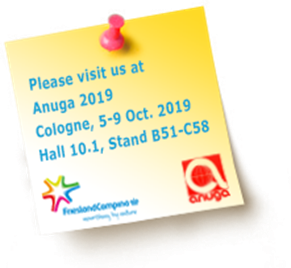 Please visit us at
Anuga 2019
Cologne, 5-9 Oct. 2019
Hall 10.1, Stand B51-C58
FrieslandCampina
nourishing by nature
anuga